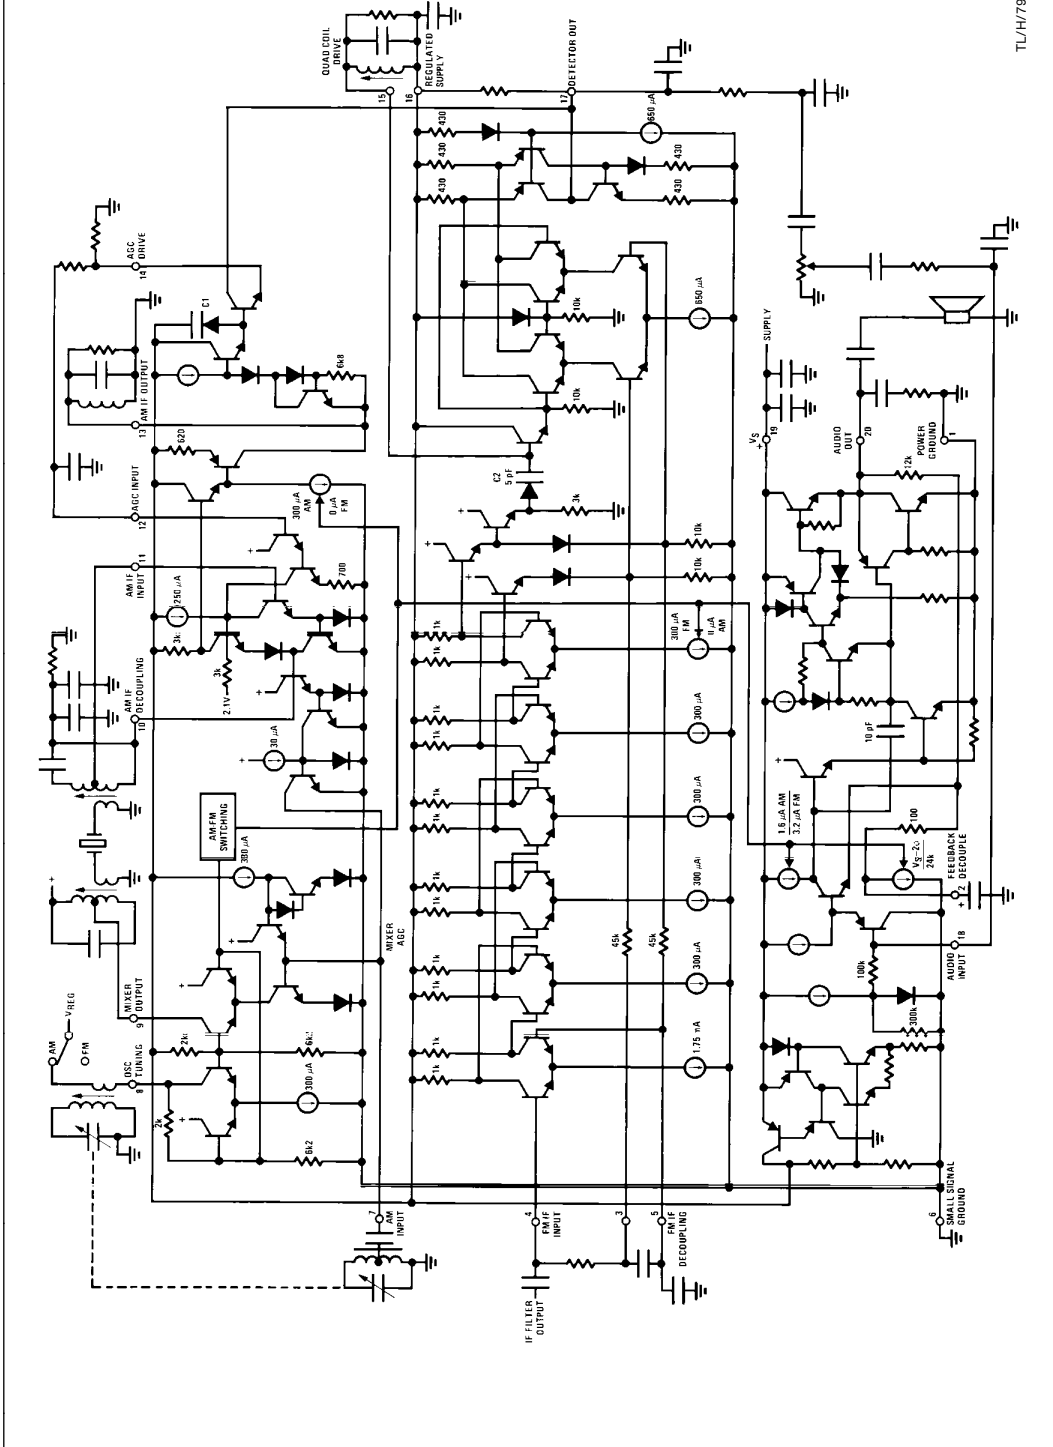 TL/H/79
QUAD COIL
DRIVE
REGULATED
SUPPLY
15
16
DETECTOR OUT
17
430
430
430
650 µA
430
430
AGC
DRIVE
14
C1
6k8
AM IF OUTPUT
13
620
AGC INPUT
12
300 µA
AM
0 µA
FM
AM IF
INPUT
11
250 µA
700
3k
3k
2.1V
AM IF
DECOUPLING
10
30 µA
AM-FM
SWITCHING
MIXER
AGC
MIXER
OUTPUT
9
OSC
TUNING
8
AM
FM
VREG
2k
2k
6k2
300 µA
6k2
7
AM
INPUT
10k
10k
650 µA
C2
5 pF
3k
10k
10k
1k
1k
1k
1k
1k
1k
1k
1k
1k
1k
1k
1k
300 µA
FM
AM
300 µA
300 µA
300 µA
300 µA
1.75 mA
45k
45k
4
FM IF
INPUT
3
5
FM IF
DECOUPLING
IF FILTER
OUTPUT
SUPPLY
VS
+
19
AUDIO
OUT
20
POWER
GROUND
1
12k
10 pF
1.6 µA AM
3.2 µA FM
100
24k
FEEDBACK
DECOUPLE
2
+
AUDIO
INPUT
18
100k
300k
6
SMALL SIGNAL
GROUND